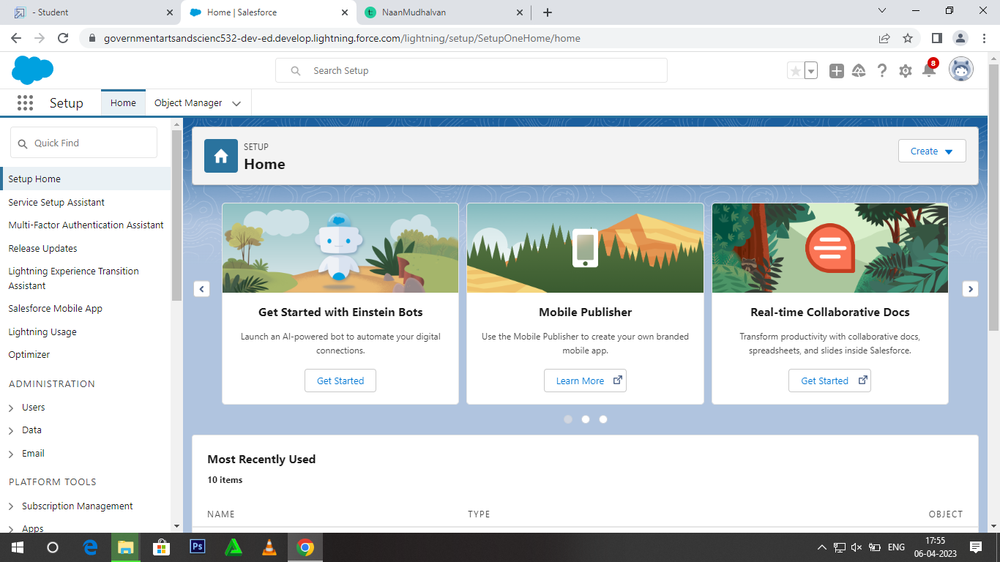 - Student
Home | Salesforce
NaanMudhalvan
governmentartsandscienc532-dev-ed.develop.lightning.force.com/lightning/setup/SetupOneHome/home
Search Setup
8
Setup
Home
Object Manager
Quick Find
Setup Home
Service Setup Assistant
Multi-Factor Authentication Assistant
Release Updates
Lightning Experience Transition
Assistant
Salesforce Mobile App
Lightning Usage
Optimizer
ADMINISTRATION
Users
Data
Email
PLATFORM TOOLS
Subscription Management
Apps
SETUP
Home
Create
Get Started with Einstein Bots
Launch an AI-powered bot to automate your digital
connections.
Get Started
Mobile Publisher
Use the Mobile Publisher to create your own branded
mobile app.
Learn More
Real-time Collaborative Docs
Transform productivity with collaborative docs,
spreadsheets, and slides inside Salesforce.
Get Started
Most Recently Used
10 items
NAME TYPE OBJECT
Ps
ENG
17:55
06-04-2023